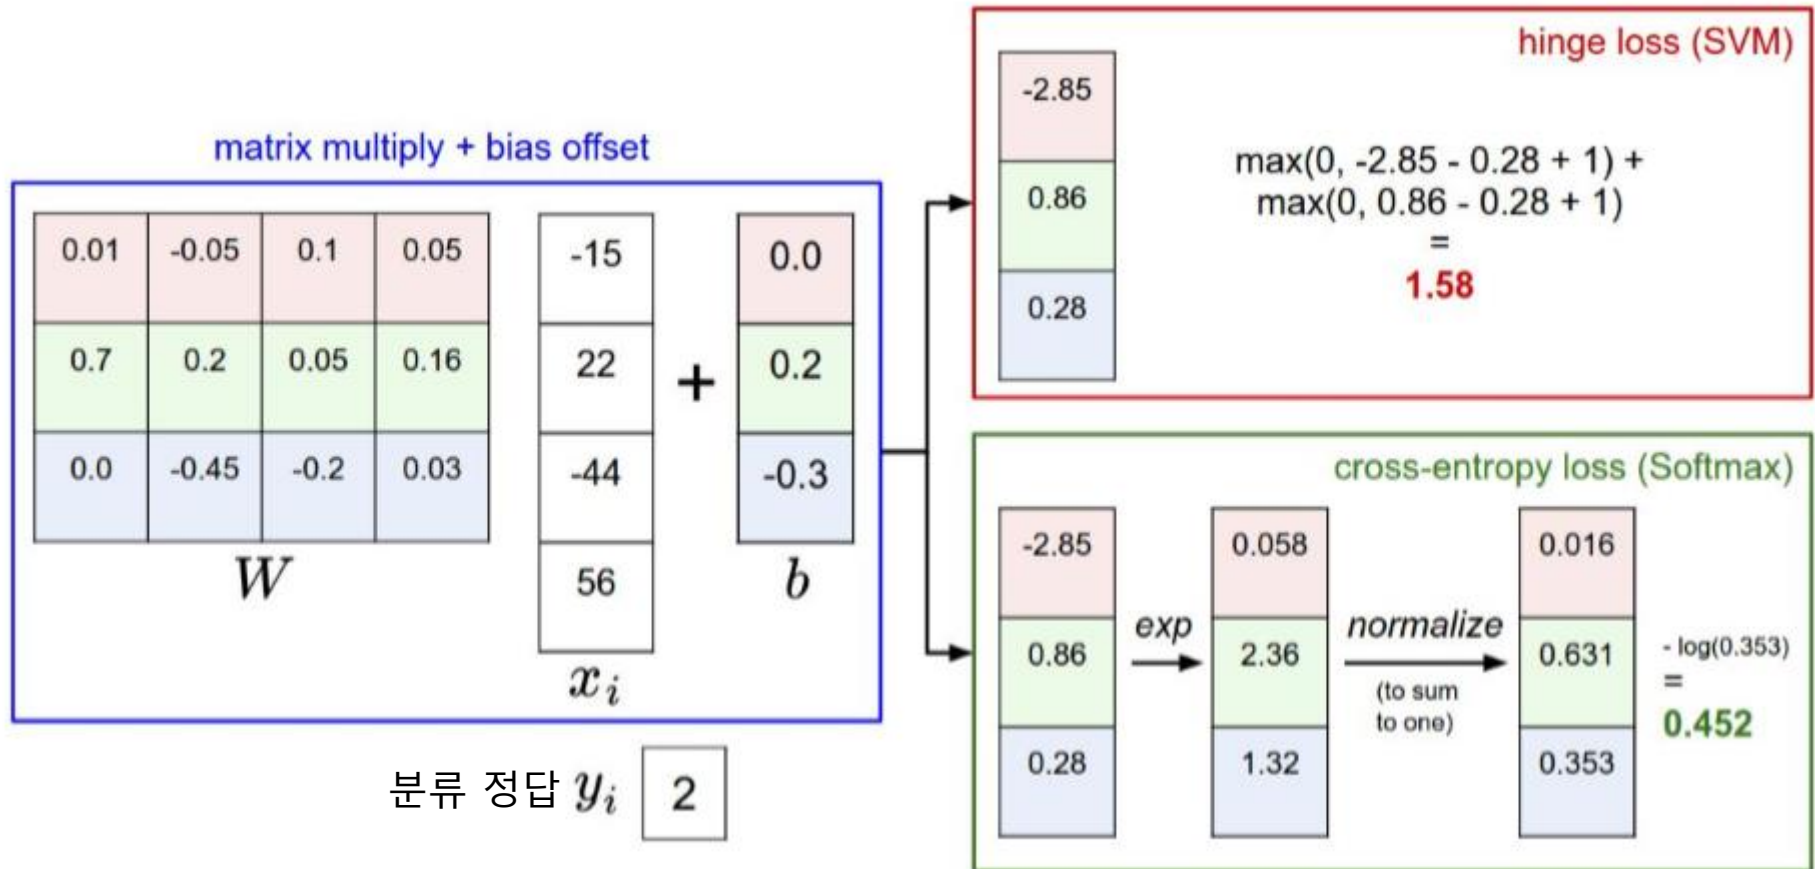 matrix multiply + bias offset
0.01 -0.05 0.1 0.05
0.7 0.2 0.05 0.16
0.0 -0.45 -0.2 0.03
W
-15
22
-44
56
x_i
+
0.0
0.2
-0.3
b
분류 정답 y_i 2
hinge loss (SVM)
-2.85
0.86
0.28
max(0, -2.85 - 0.28 + 1) +
max(0, 0.86 - 0.28 + 1)
=
1.58
cross-entropy loss (Softmax)
-2.85
0.86
0.28
exp
0.058
2.36
1.32
normalize
(to sum
to one)
0.016
0.631
0.353
- log(0.353)
=
0.452